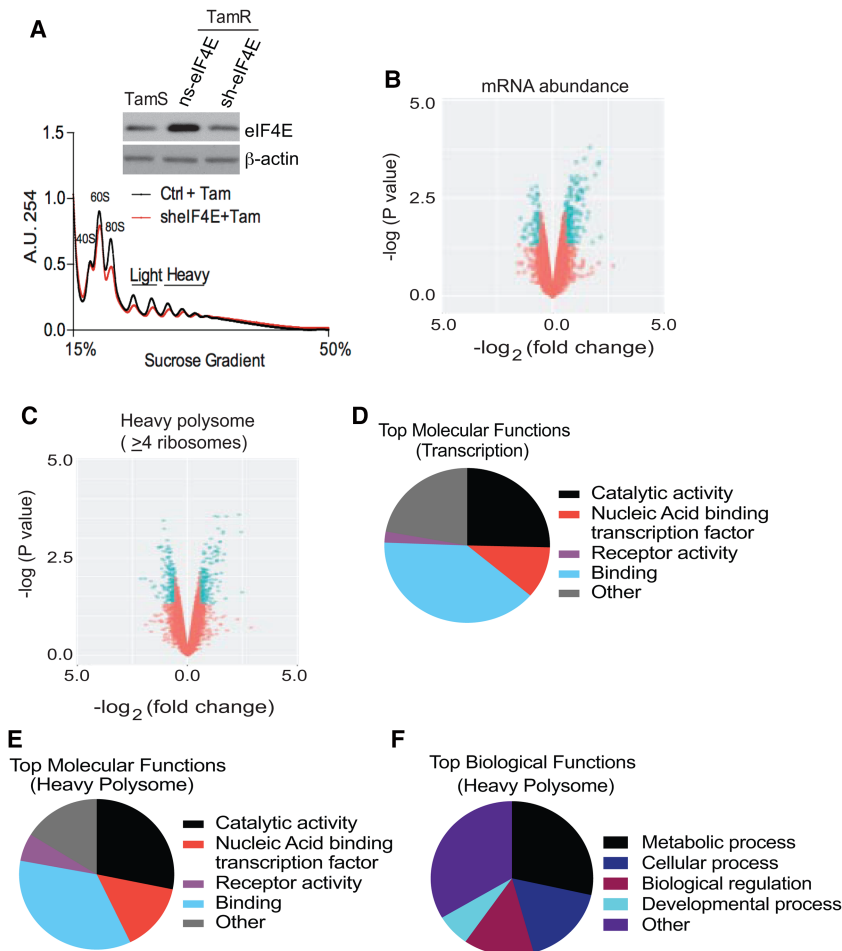 A
TamR
TamS
ns-eIF4E
sh-eIF4E
eIF4E
β-actin
Ctrl + Tam
sheIF4E+Tam
1.5
1.0
0.5
0.0
A.U. 254
40S
60S
80S
Light
Heavy
15%
50%
Sucrose Gradient
B
mRNA abundance
5.0
2.5
0.0
-log (P value)
5.0
0.0
5.0
-log2 (fold change)
C
Heavy polysome
( ≥4 ribosomes)
5.0
2.5
0.0
-log (P value)
5.0
0.0
5.0
-log2 (fold change)
D
Top Molecular Functions
(Transcription)
Catalytic activity
Nucleic Acid binding
transcription factor
Receptor activity
Binding
Other
E
Top Molecular Functions
(Heavy Polysome)
Catalytic activity
Nucleic Acid binding
transcription factor
Receptor activity
Binding
Other
F
Top Biological Functions
(Heavy Polysome)
Metabolic process
Cellular process
Biological regulation
Developmental process
Other